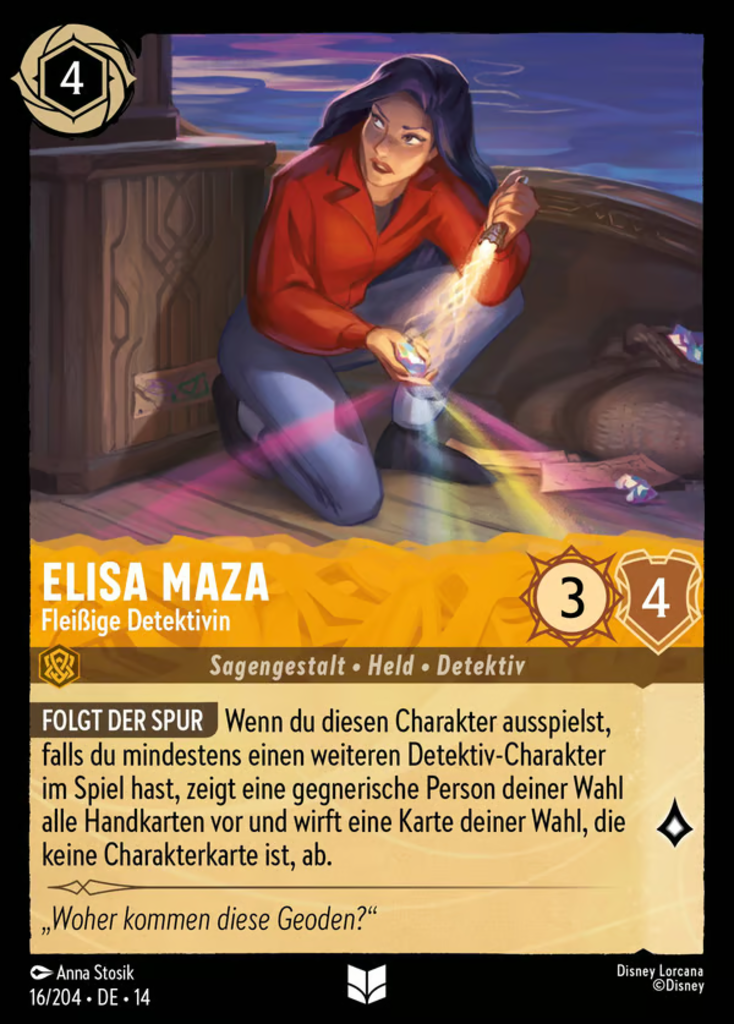 4
ELISA MAZA
Fleißige Detektivin
3
4
Sagengestalt • Held • Detektiv
FOLGT DER SPUR Wenn du diesen Charakter ausspielst,
falls du mindestens einen weiteren Detektiv-Charakter
im Spiel hast, zeigt eine gegnerische Person deiner Wahl
alle Handkarten vor und wirft eine Karte deiner Wahl, die
keine Charakterkarte ist, ab.
„Woher kommen diese Geoden?“
Anna Stosik
16/204 • DE • 14
Disney Lorcana
©Disney